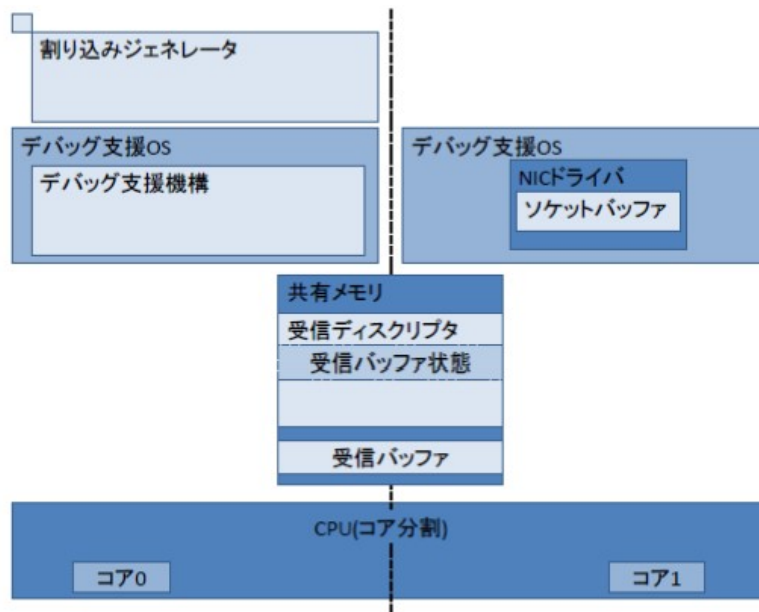 割り込みジェネレータ
デバッグ支援OS
デバッグ支援機構
デバッグ支援OS
NICドライバ
ソケットバッファ
共有メモリ
受信ディスクリプタ
受信バッファ状態
受信バッファ
CPU(コア分割)
コア0
コア1